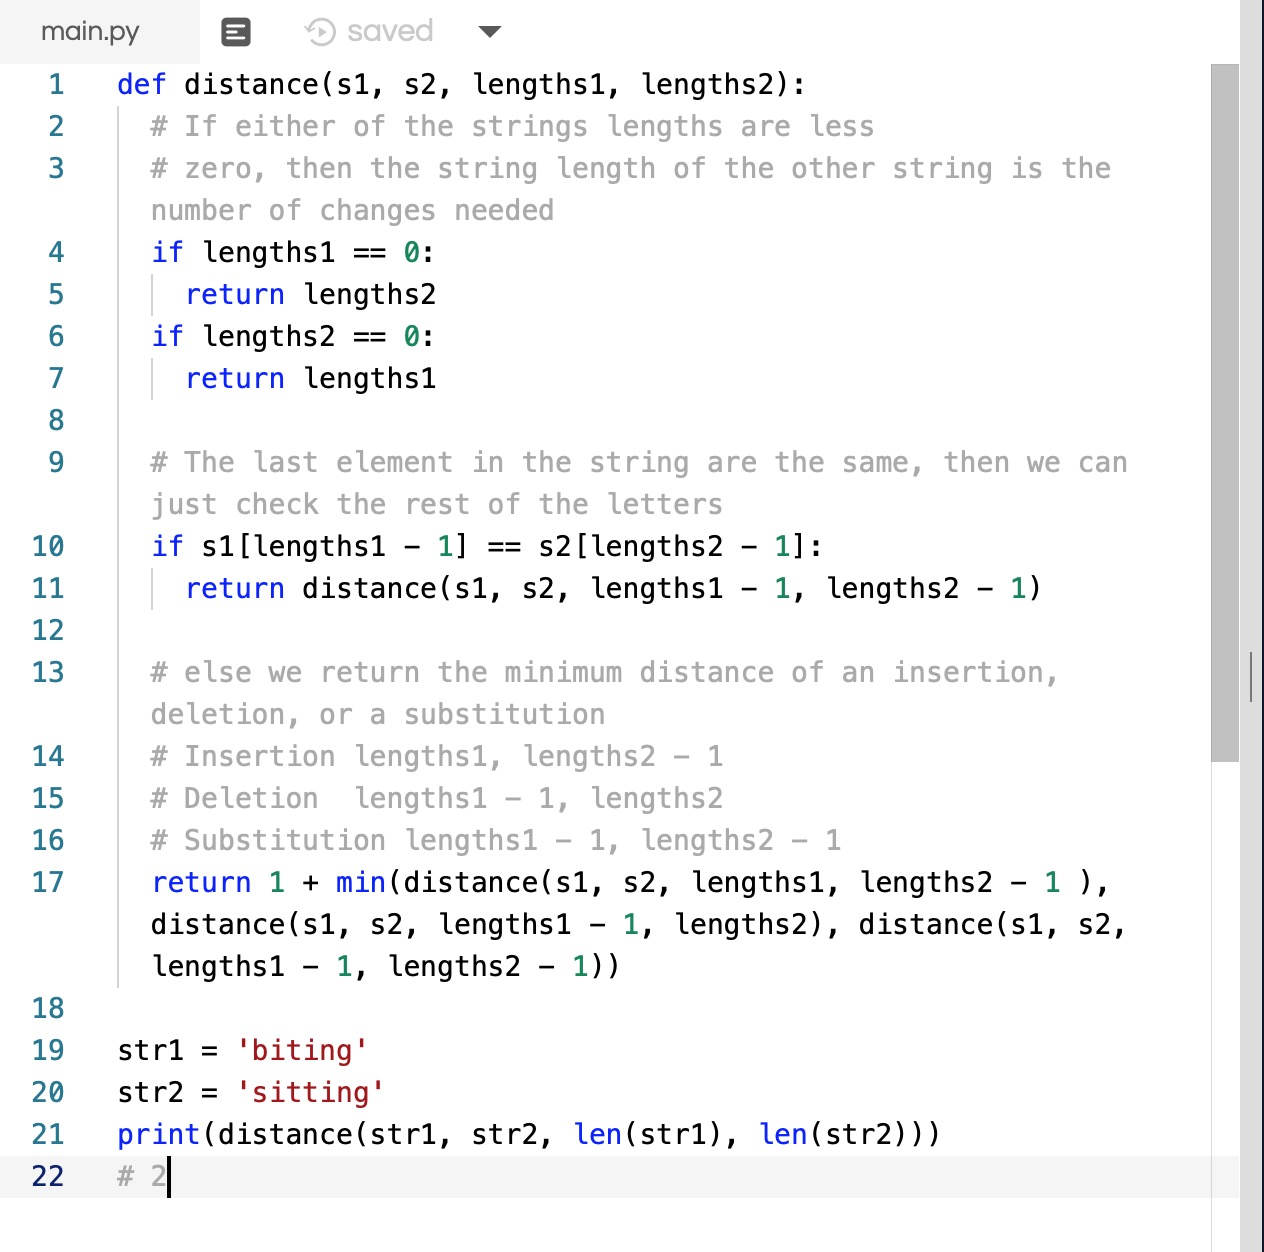 main.py saved
1 def distance(s1, s2, lengths1, lengths2):
2 # If either of the strings lengths are less
3 # zero, then the string length of the other string is the
number of changes needed
4 if lengths1 == 0:
5 return lengths2
6 if lengths2 == 0:
7 return lengths1
8
9 # The last element in the string are the same, then we can
just check the rest of the letters
10 if s1[lengths1 - 1] == s2[lengths2 - 1]:
11 return distance(s1, s2, lengths1 - 1, lengths2 - 1)
12
13 # else we return the minimum distance of an insertion,
deletion, or a substitution
14 # Insertion lengths1, lengths2 - 1
15 # Deletion  lengths1 - 1, lengths2
16 # Substitution lengths1 - 1, lengths2 - 1
17 return 1 + min(distance(s1, s2, lengths1, lengths2 - 1 ),
distance(s1, s2, lengths1 - 1, lengths2), distance(s1, s2,
lengths1 - 1, lengths2 - 1))
18
19 str1 = 'biting'
20 str2 = 'sitting'
21 print(distance(str1, str2, len(str1), len(str2)))
22 # 2